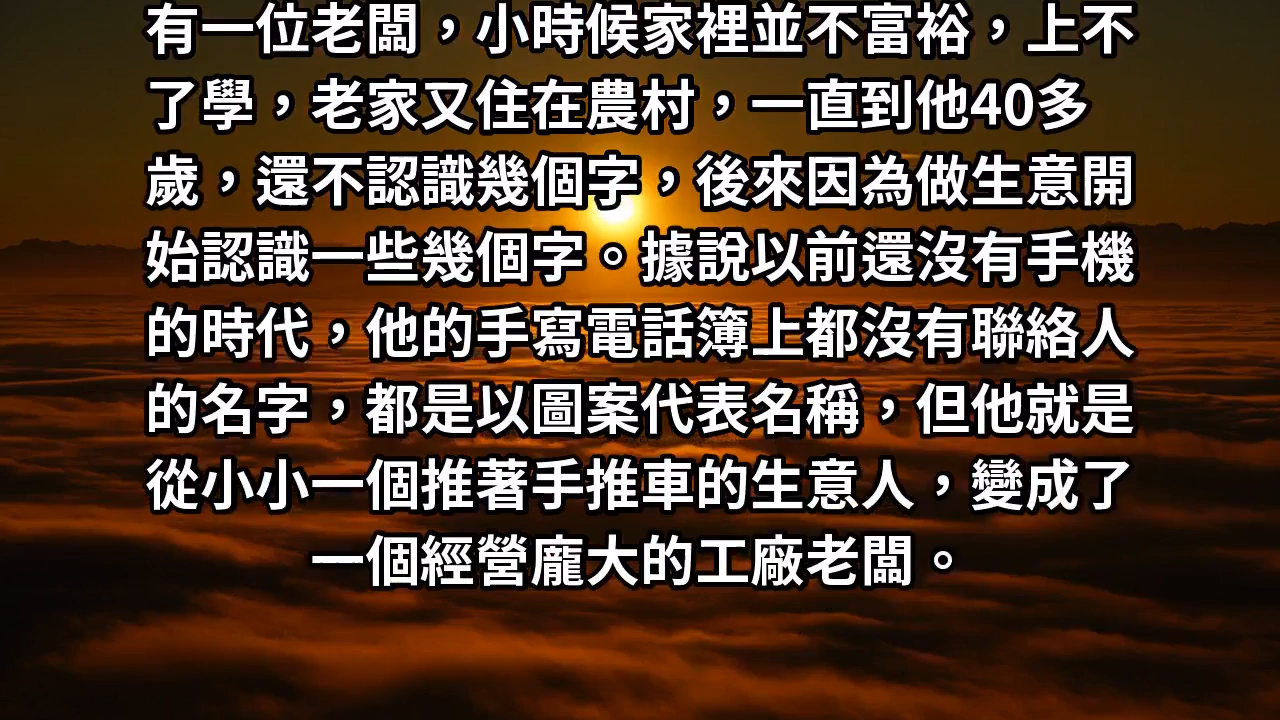 有一位老闆，小時候家裡並不富裕，上不
了學，老家又住在農村，一直到他40多
歲，還不認識幾個字，後來因為做生意開
始認識一些幾個字。據說以前還沒有手機
的時代，他的手寫電話簿上都沒有聯絡人
的名字，都是以圖案代表名稱，但他就是
從小小一個推著手推車的生意人，變成了
一個經營龐大的工廠老闆。